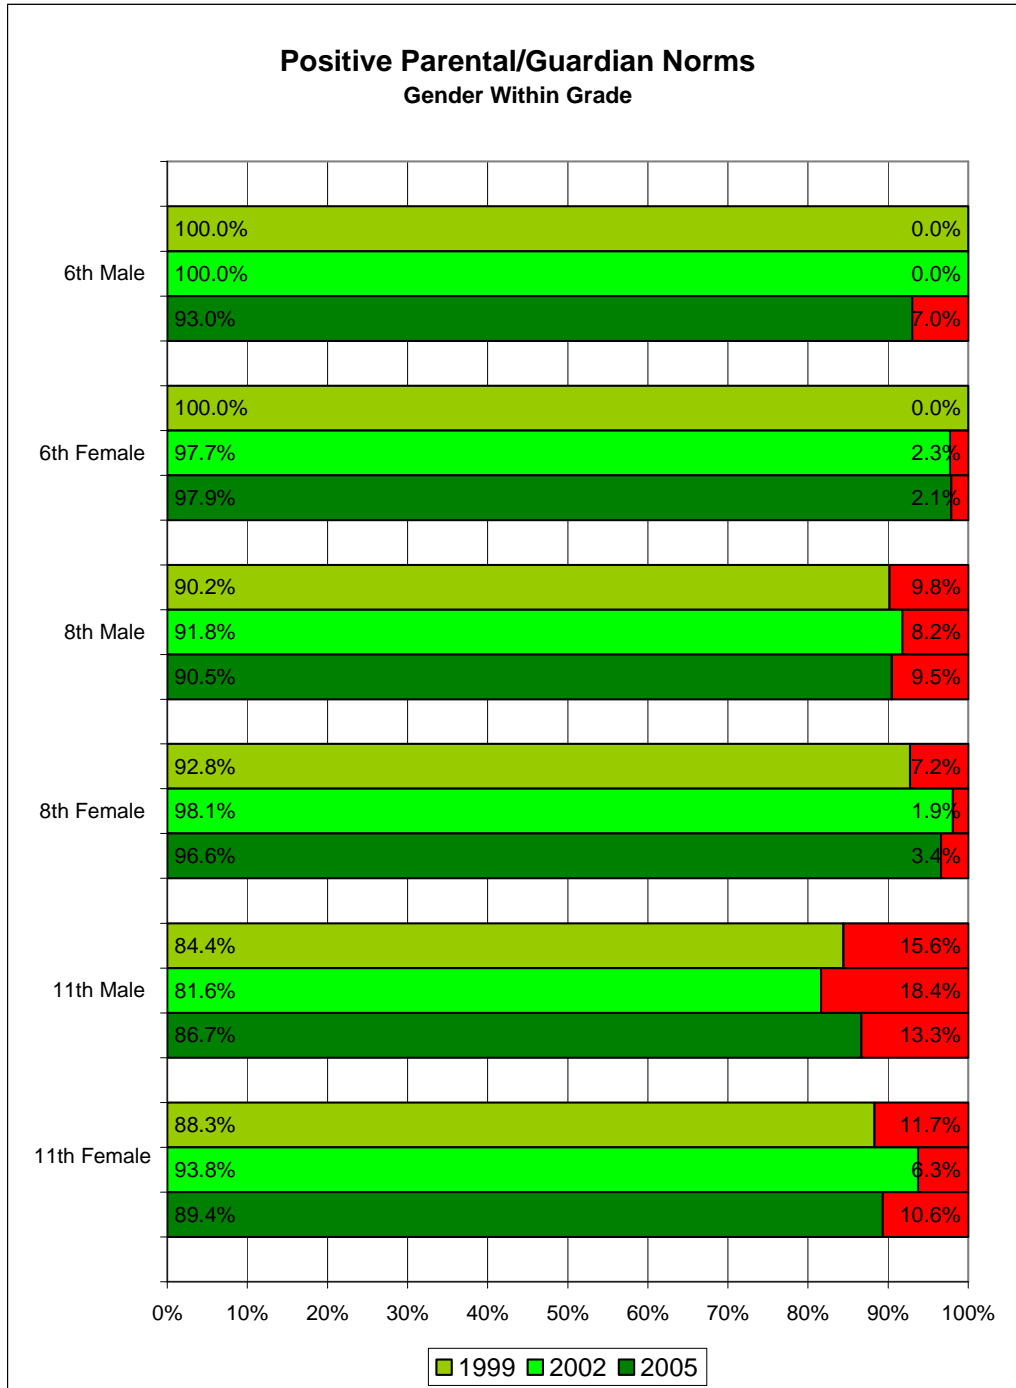 Positive Parental/Guardian Norms
Gender Within Grade
100.0% 0.0%
6th Male 100.0% 0.0%
93.0% 7.0%
100.0% 0.0%
6th Female 97.7% 2.3%
97.9% 2.1%
90.2% 9.8%
8th Male 91.8% 8.2%
90.5% 9.5%
92.8% 7.2%
8th Female 98.1% 1.9%
96.6% 3.4%
84.4% 15.6%
11th Male 81.6% 18.4%
86.7% 13.3%
88.3% 11.7%
11th Female 93.8% 6.3%
89.4% 10.6%
0% 10% 20% 30% 40% 50% 60% 70% 80% 90% 100%
1999 2002 2005